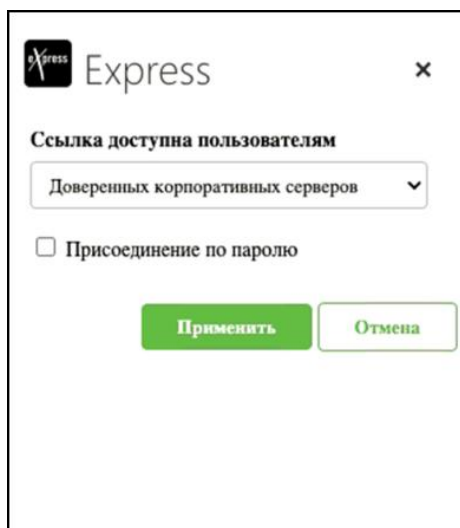 eXpress
Express
×
Ссылка доступна пользователям
Доверенных корпоративных серверов
Присоединение по паролю
Применить
Отмена